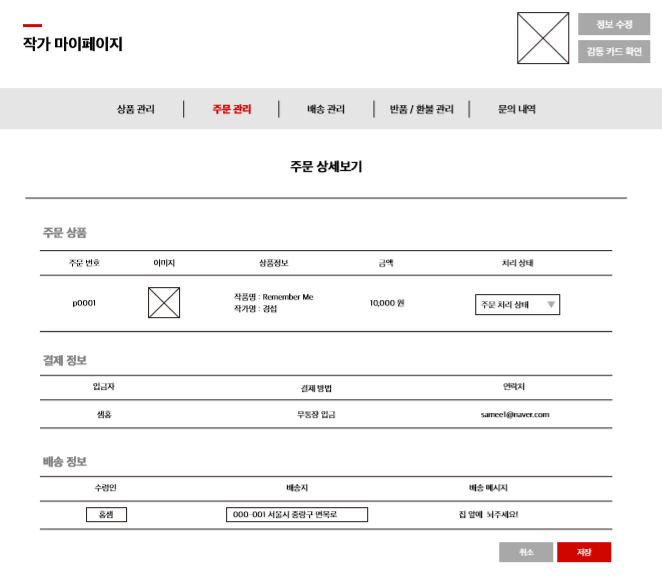 작가 마이페이지
정보 수정
감동 카드 확인
상품 관리
주문 관리
배송 관리
반품 / 환불 관리
문의 내역
주문 상세보기
주문 상품
주문 번호 이미지 상품정보 금액 처리 상태
p0001
작품명 : Remember Me
작가명 : 경섭
10,000 원
주문 처리 상태
결제 정보
입금자 결제 방법 연락처
샘홈 무통장 입금 samee1@naver.com
배송 정보
수령인 배송지 배송 메시지
홈샘 000-001 서울시 중랑구 면목로 집 앞에 놔주세요!
취소
저장